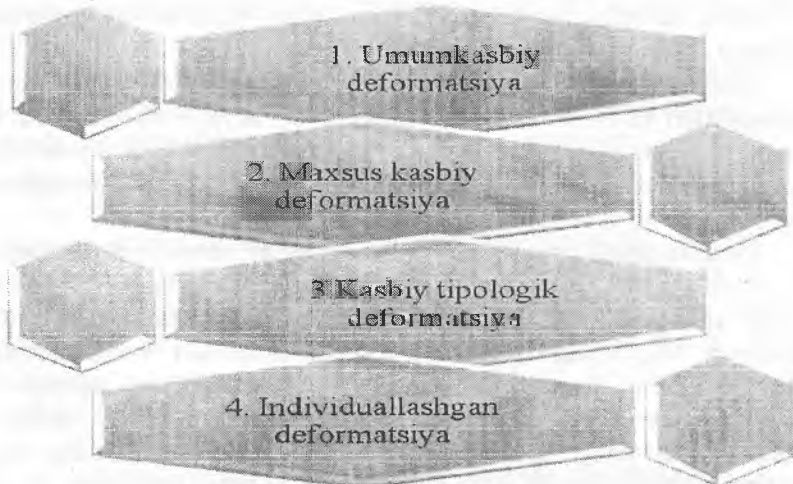 1. Umumkasbiy
deformatsiya
2. Maxsus kasbiy
deformatsiya
3 Kasbiy tipologik
deformatsiya
4. Individuallashgan
deformatsiya